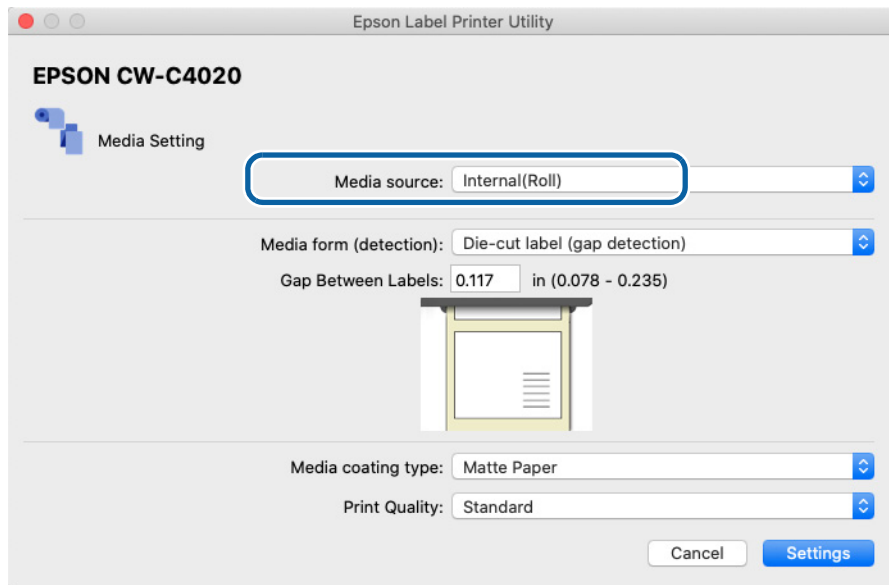 Epson Label Printer Utility
EPSON CW-C4020
Media Setting
Media source: Internal(Roll)
Media form (detection): Die-cut label (gap detection)
Gap Between Labels: 0.117 in (0.078 - 0.235)
Media coating type: Matte Paper
Print Quality: Standard
Cancel Settings